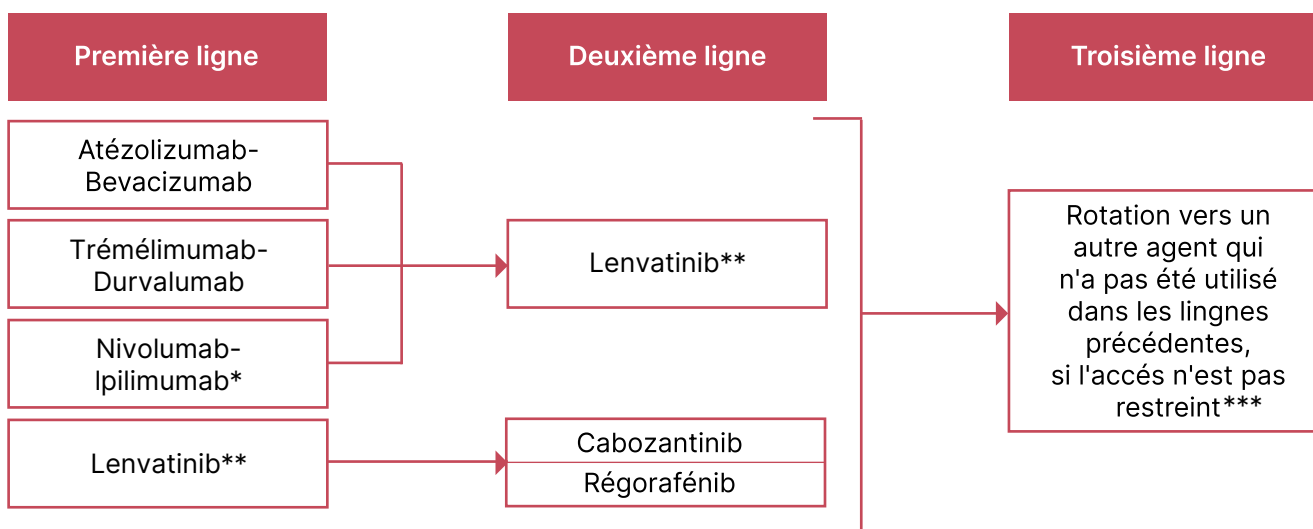 Première ligne
Deuxième ligne
Troisième ligne
Atézolizumab-
Bevacizumab
Trémélimumab-
Durvalumab
Nivolumab-
Ipilimumab*
Lenvatinib**
Lenvatinib**
Cabozantinib
Régorafénib
Rotation vers un
autre agent qui
n'a pas été utilisé
dans les lingnes
précédentes,
si l'accés n'est pas
restreint***